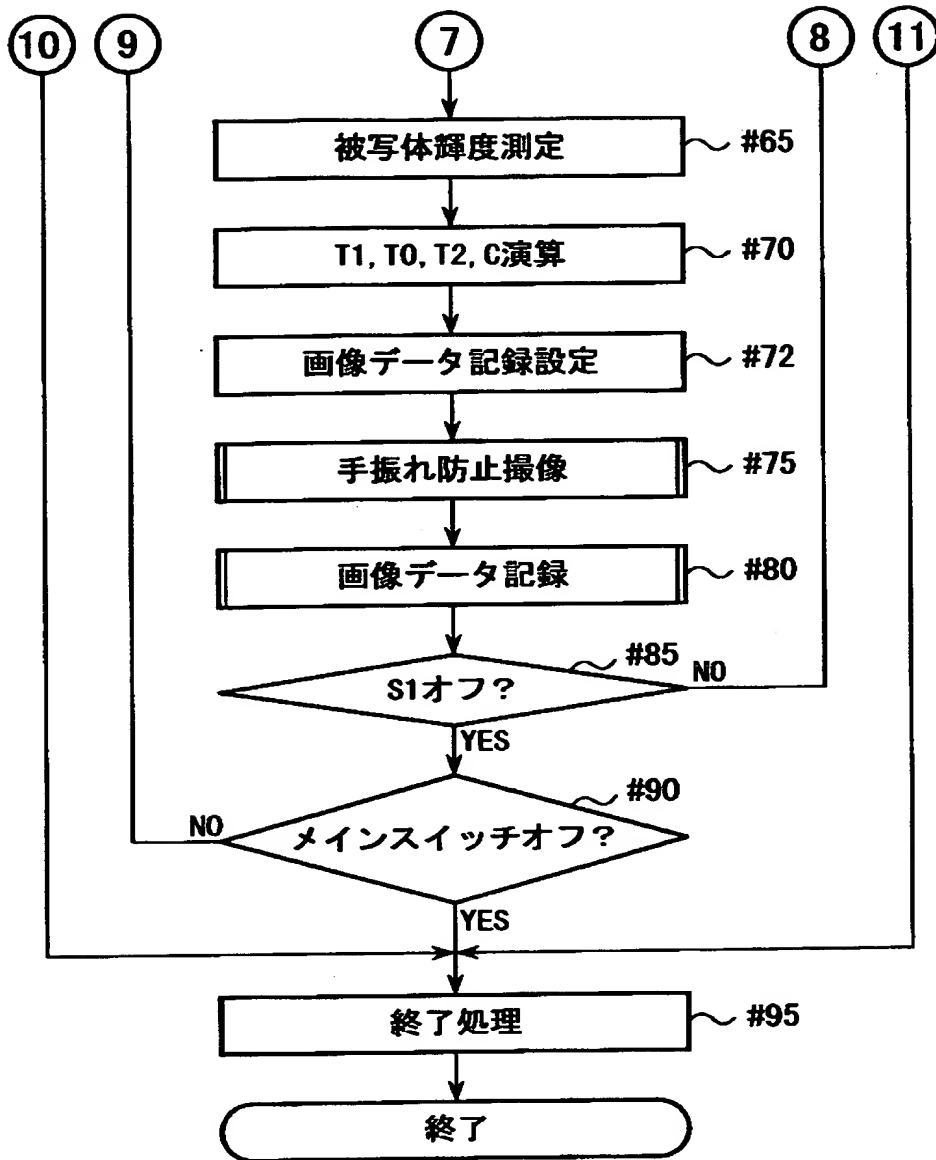 10 9 7 8 11
被写体輝度測定 #65
T1, T0, T2, C演算 #70
画像データ記録設定 #72
手振れ防止撮像 #75
画像データ記録 #80
#85
S1オフ? NO
YES
#90
NO メインスイッチオフ?
YES
終了処理 #95
終了